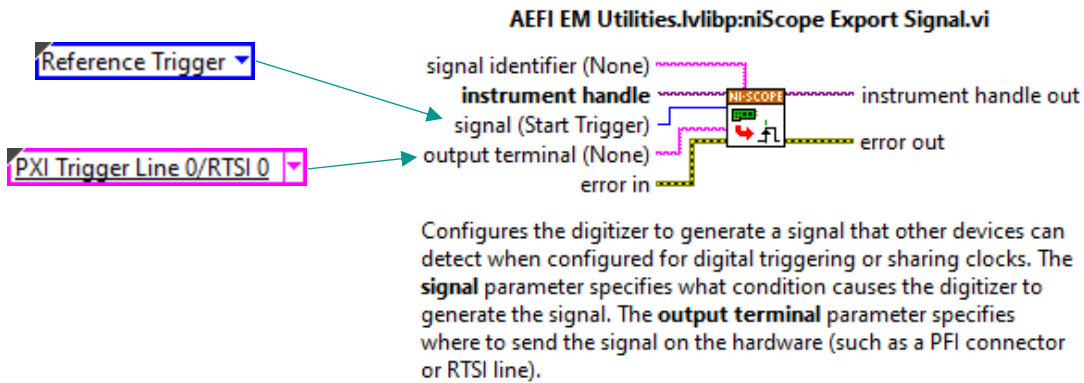 AEFI EM Utilities.lvlibp:niScope Export Signal.vi
Reference Trigger
PXI Trigger Line 0/RTSI 0
signal identifier (None)
instrument handle
signal (Start Trigger)
output terminal (None)
error in
NI-SCOPE
instrument handle out
error out
Configures the digitizer to generate a signal that other devices can
detect when configured for digital triggering or sharing clocks. The
signal parameter specifies what condition causes the digitizer to
generate the signal. The output terminal parameter specifies
where to send the signal on the hardware (such as a PFI connector
or RTSI line).